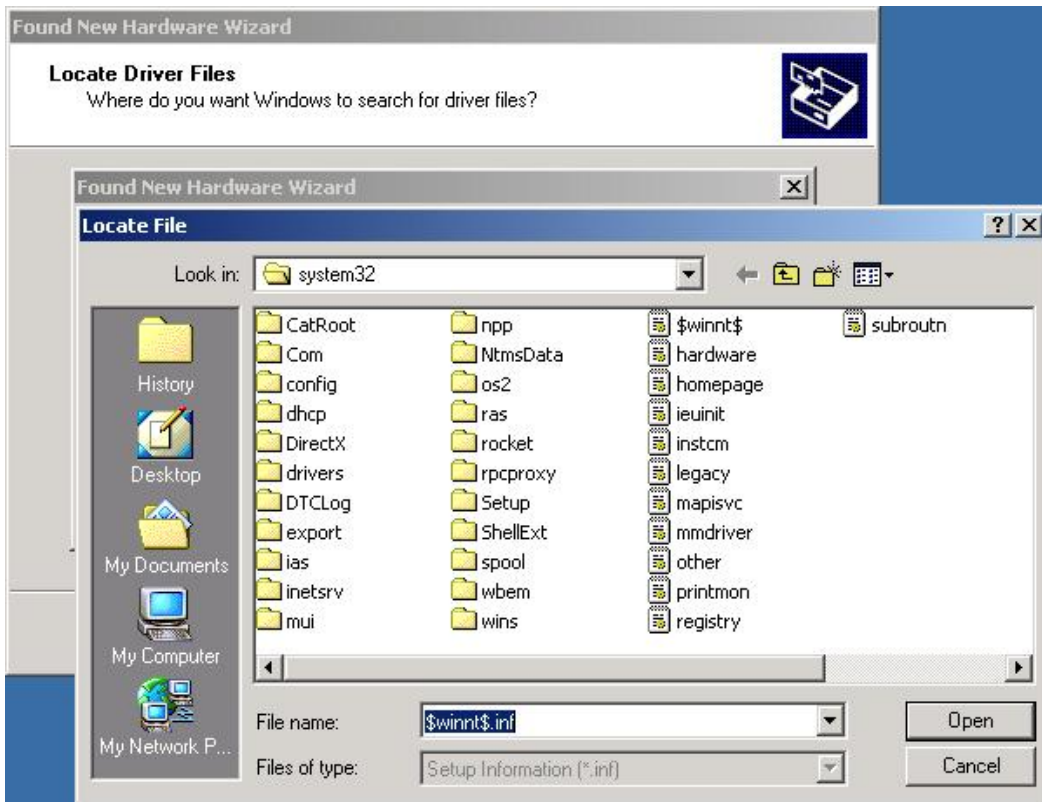 Found New Hardware Wizard
Locate Driver Files
Where do you want Windows to search for driver files?
Found New Hardware Wizard
Locate File
Look in: system32
History
Desktop
My Documents
My Computer
My Network P...
CatRoot
Com
config
dhcp
DirectX
drivers
DTCLog
export
ias
inetsrv
mui
npp
NtmsData
os2
ras
rocket
rpcproxy
Setup
ShellExt
spool
wbem
wins
$winnt$
hardware
homepage
ieuinit
instcm
legacy
mapisvc
mmdriver
other
printmon
registry
subroutn
File name: $winnt$.inf
Open
Files of type: Setup Information (*.inf)
Cancel